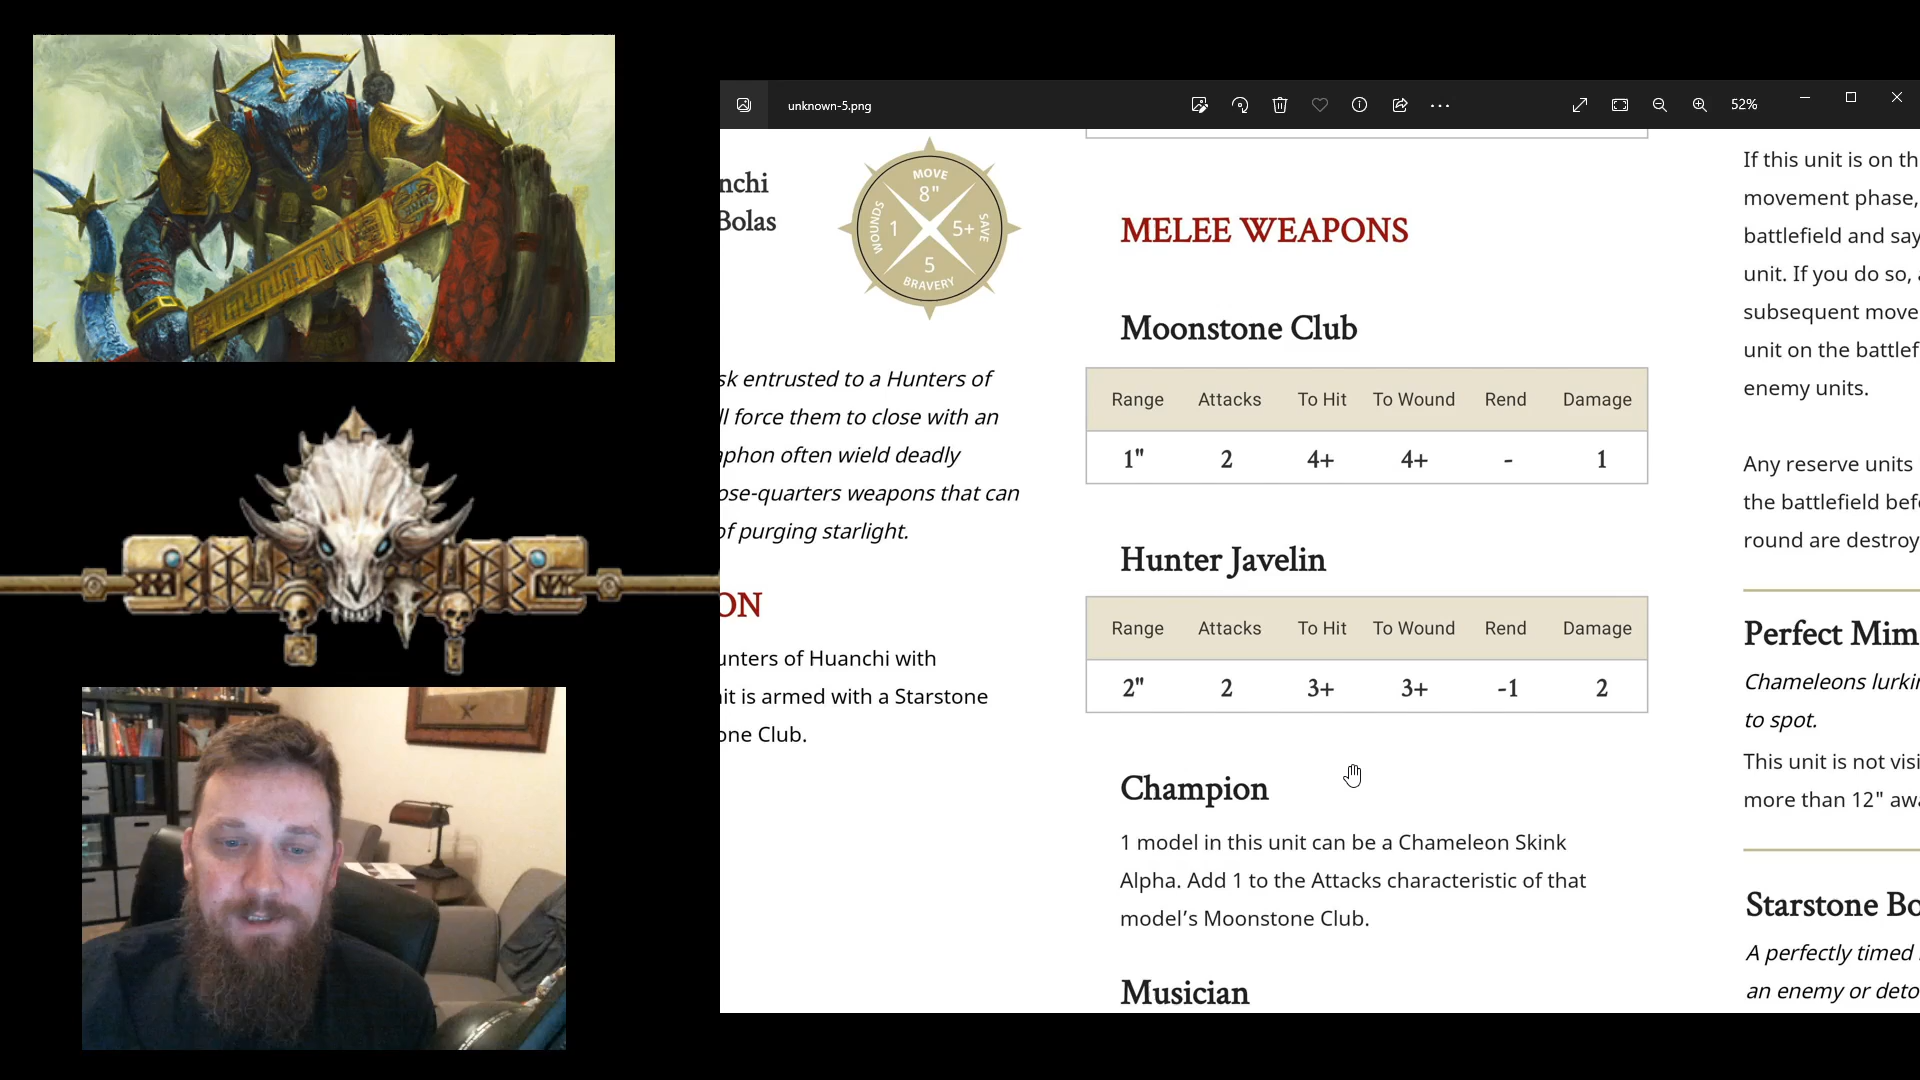 unknown-5.png
52%
nchi
Bolas
MOVE
8"
WOUNDS
1
5+
SAVE
5
BRAVERY
sk entrusted to a Hunters of
ll force them to close with an
aphon often wield deadly
ose-quarters weapons that can
of purging starlight.
ON
unters of Huanchi with
nit is armed with a Starstone
one Club.
MELEE WEAPONS
Moonstone Club
Range Attacks To Hit To Wound Rend Damage
1" 2 4+ 4+ - 1
Hunter Javelin
Range Attacks To Hit To Wound Rend Damage
2" 2 3+ 3+ -1 2
Champion
1 model in this unit can be a Chameleon Skink
Alpha. Add 1 to the Attacks characteristic of that
model’s Moonstone Club.
Musician
If this unit is on th
movement phase,
battlefield and say
unit. If you do so, a
subsequent move
unit on the battlef
enemy units.
Any reserve units
the battlefield befo
round are destroy
Perfect Mim
Chameleons lurkin
to spot.
This unit is not visi
more than 12" awa
Starstone Bo
A perfectly timed
an enemy or deto